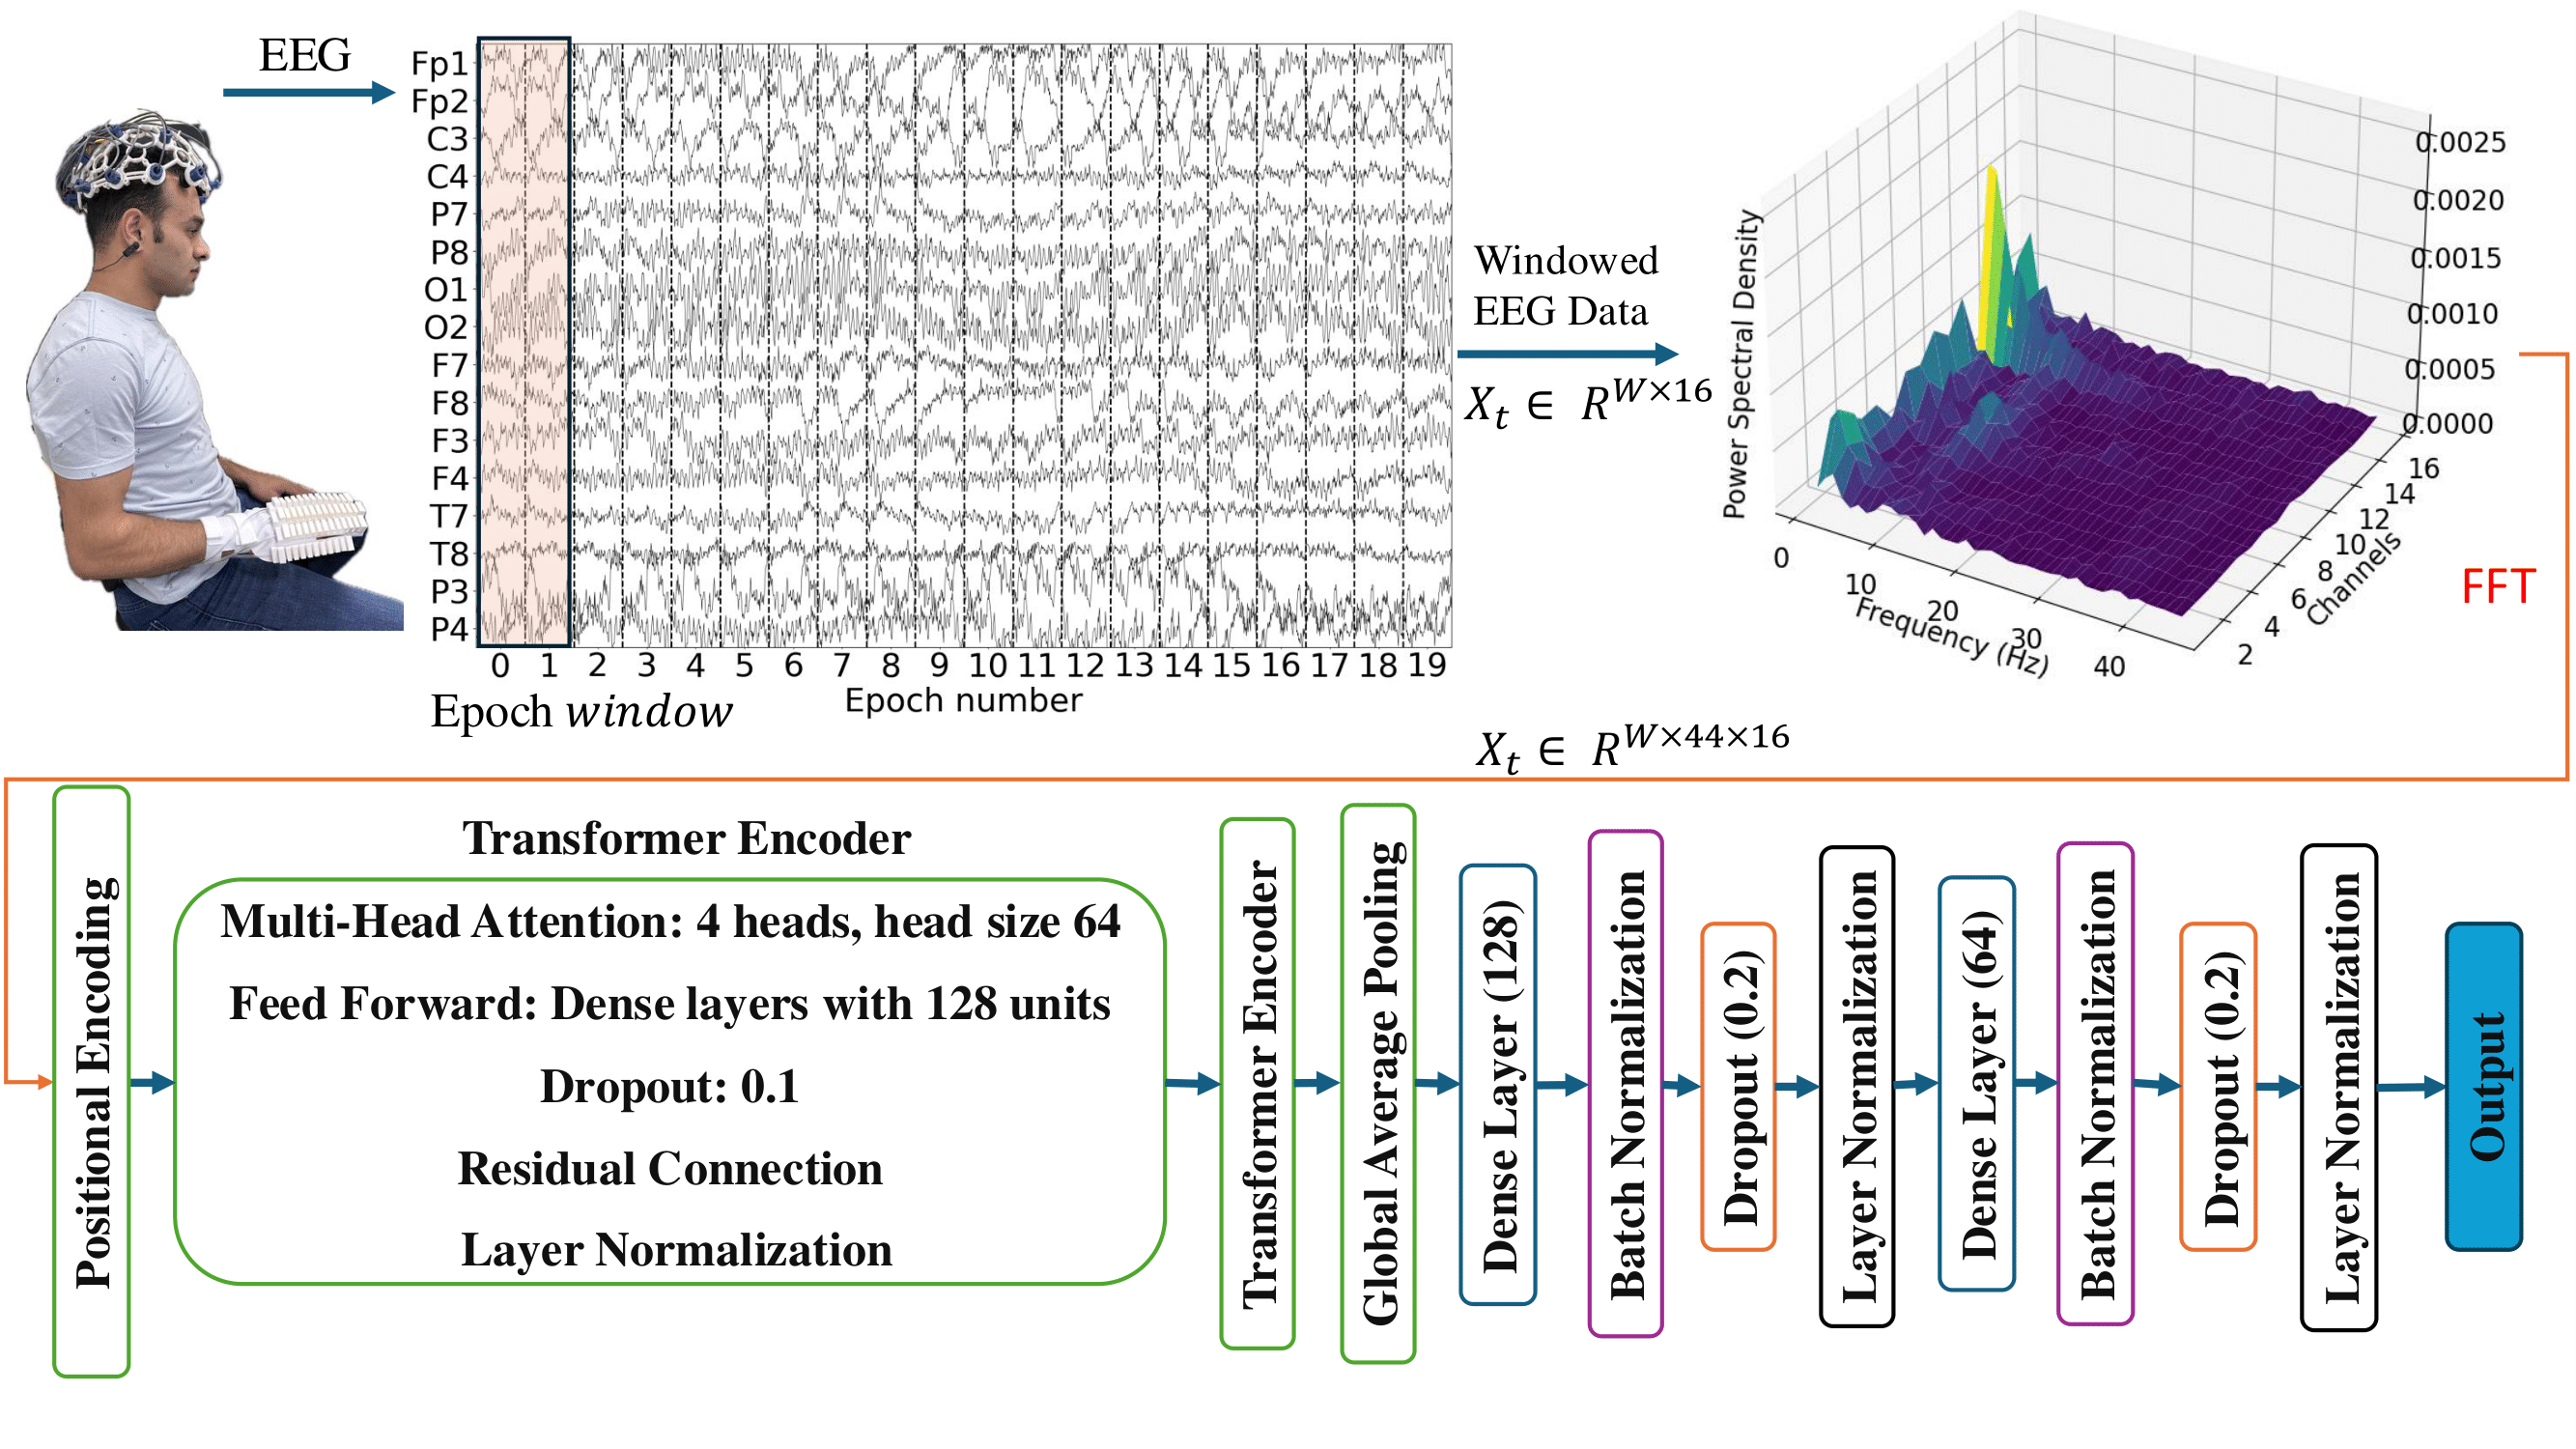 EEG
Fp1
Fp2
C3
C4
P7
P8
O1
O2
F7
F8
F3
F4
T7
T8
P3
P4
0 1 2 3 4 5 6 7 8 9 10 11 12 13 14 15 16 17 18 19
Epoch number
Epoch window
Windowed
EEG Data
X_t ∈ R^{W×16}
Power Spectral Density
0.0025
0.0020
0.0015
0.0010
0.0005
0.0000
0
10
20
30
40
Frequency (Hz)
2
4
6
8
10
12
14
16
Channels
FFT
X_t ∈ R^{W×44×16}
Positional Encoding
Transformer Encoder
Multi-Head Attention: 4 heads, head size 64
Feed Forward: Dense layers with 128 units
Dropout: 0.1
Residual Connection
Layer Normalization
Transformer Encoder
Global Average Pooling
Dense Layer (128)
Batch Normalization
Dropout (0.2)
Layer Normalization
Dense Layer (64)
Batch Normalization
Dropout (0.2)
Layer Normalization
Output